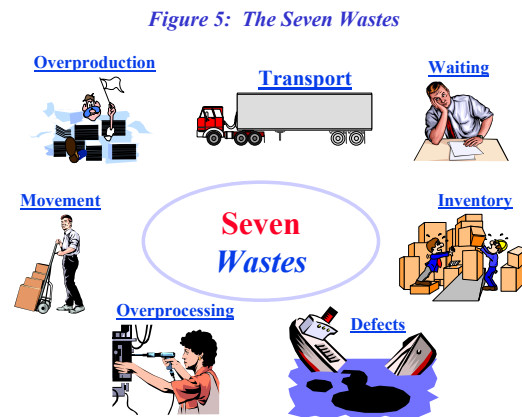 Figure 5: The Seven Wastes
Overproduction
Transport
Waiting
Movement
Seven
Wastes
Inventory
Overprocessing
Defects